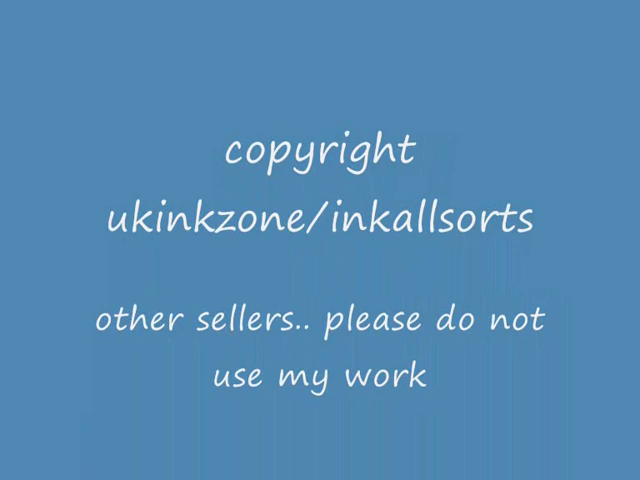 copyright
ukinkzone/inkallsorts
other sellers.. please do not
use my work